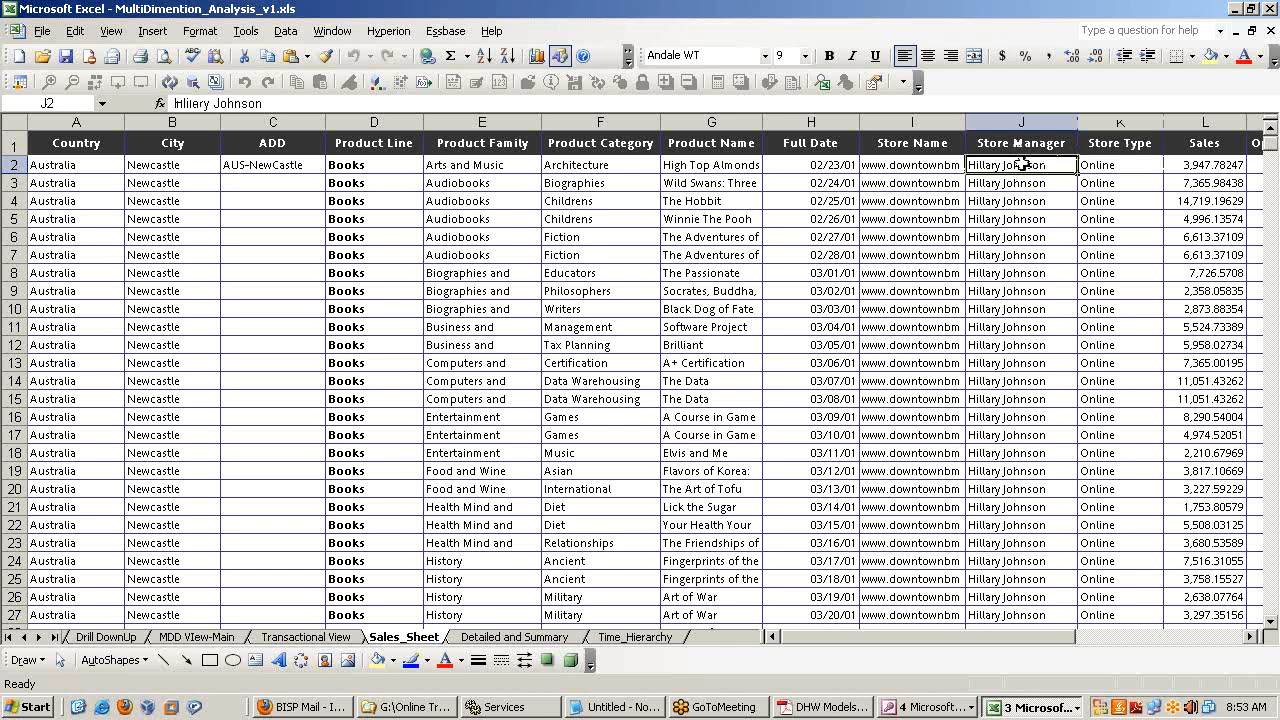 Microsoft Excel - MultiDimention_Analysis_v1.xls
File Edit View Insert Format Tools Data Window Hyperion Essbase Help Type a question for help
Andale WT 9 B I U $ % ,
J2 fx Hillary Johnson
A B C D E F G H I J K L
1 Country City ADD Product Line Product Family Product Category Product Name Full Date Store Name Store Manager Store Type Sales O
2 Australia Newcastle AUS-NewCastle Books Arts and Music Architecture High Top Almonds 02/23/01 www.downtownbm Hillary Johnson Online 3,947.78247
3 Australia Newcastle Books Audiobooks Biographies Wild Swans: Three 02/24/01 www.downtownbm Hillary Johnson Online 7,365.98438
4 Australia Newcastle Books Audiobooks Childrens The Hobbit 02/25/01 www.downtownbm Hillary Johnson Online 14,719.19629
5 Australia Newcastle Books Audiobooks Childrens Winnie The Pooh 02/26/01 www.downtownbm Hillary Johnson Online 4,996.13574
6 Australia Newcastle Books Audiobooks Fiction The Adventures of 02/27/01 www.downtownbm Hillary Johnson Online 6,613.37109
7 Australia Newcastle Books Audiobooks Fiction The Adventures of 02/28/01 www.downtownbm Hillary Johnson Online 6,613.37109
8 Australia Newcastle Books Biographies and Educators The Passionate 03/01/01 www.downtownbm Hillary Johnson Online 7,726.5708
9 Australia Newcastle Books Biographies and Philosophers Socrates, Buddha, 03/02/01 www.downtownbm Hillary Johnson Online 2,358.05835
10 Australia Newcastle Books Biographies and Writers Black Dog of Fate 03/03/01 www.downtownbm Hillary Johnson Online 2,873.88354
11 Australia Newcastle Books Business and Management Software Project 03/04/01 www.downtownbm Hillary Johnson Online 5,524.73389
12 Australia Newcastle Books Business and Tax Planning Brilliant 03/05/01 www.downtownbm Hillary Johnson Online 5,958.02734
13 Australia Newcastle Books Computers and Certification A+ Certification 03/06/01 www.downtownbm Hillary Johnson Online 7,365.00195
14 Australia Newcastle Books Computers and Data Warehousing The Data 03/07/01 www.downtownbm Hillary Johnson Online 11,051.43262
15 Australia Newcastle Books Computers and Data Warehousing The Data 03/08/01 www.downtownbm Hillary Johnson Online 11,051.43262
16 Australia Newcastle Books Entertainment Games A Course in Game 03/09/01 www.downtownbm Hillary Johnson Online 8,290.54004
17 Australia Newcastle Books Entertainment Games A Course in Game 03/10/01 www.downtownbm Hillary Johnson Online 4,974.52051
18 Australia Newcastle Books Entertainment Music Elvis and Me 03/11/01 www.downtownbm Hillary Johnson Online 2,210.67969
19 Australia Newcastle Books Food and Wine Asian Flavors of Korea: 03/12/01 www.downtownbm Hillary Johnson Online 3,817.10669
20 Australia Newcastle Books Food and Wine International The Art of Tofu 03/13/01 www.downtownbm Hillary Johnson Online 3,227.59229
21 Australia Newcastle Books Health Mind and Diet Lick the Sugar 03/14/01 www.downtownbm Hillary Johnson Online 1,753.80579
22 Australia Newcastle Books Health Mind and Diet Your Health Your 03/15/01 www.downtownbm Hillary Johnson Online 5,508.03125
23 Australia Newcastle Books Health Mind and Relationships The Friendships of 03/16/01 www.downtownbm Hillary Johnson Online 3,680.53589
24 Australia Newcastle Books History Ancient Fingerprints of the 03/17/01 www.downtownbm Hillary Johnson Online 7,516.31055
25 Australia Newcastle Books History Ancient Fingerprints of the 03/18/01 www.downtownbm Hillary Johnson Online 3,758.15527
26 Australia Newcastle Books History Military Art of War 03/19/01 www.downtownbm Hillary Johnson Online 2,638.07764
27 Australia Newcastle Books History Military Art of War 03/20/01 www.downtownbm Hillary Johnson Online 3,297.35156
Drill DownUp MDD VIew-Main Transactional View Sales_Sheet Detailed and Summary Time_Hierarchy
Draw AutoShapes
Ready
Start BISP Mail - I... G:\Online Tr... Services Untitled - No... GoToMeeting DHW Models... 4 Microsof... 3 Microsof... 8:53 AM